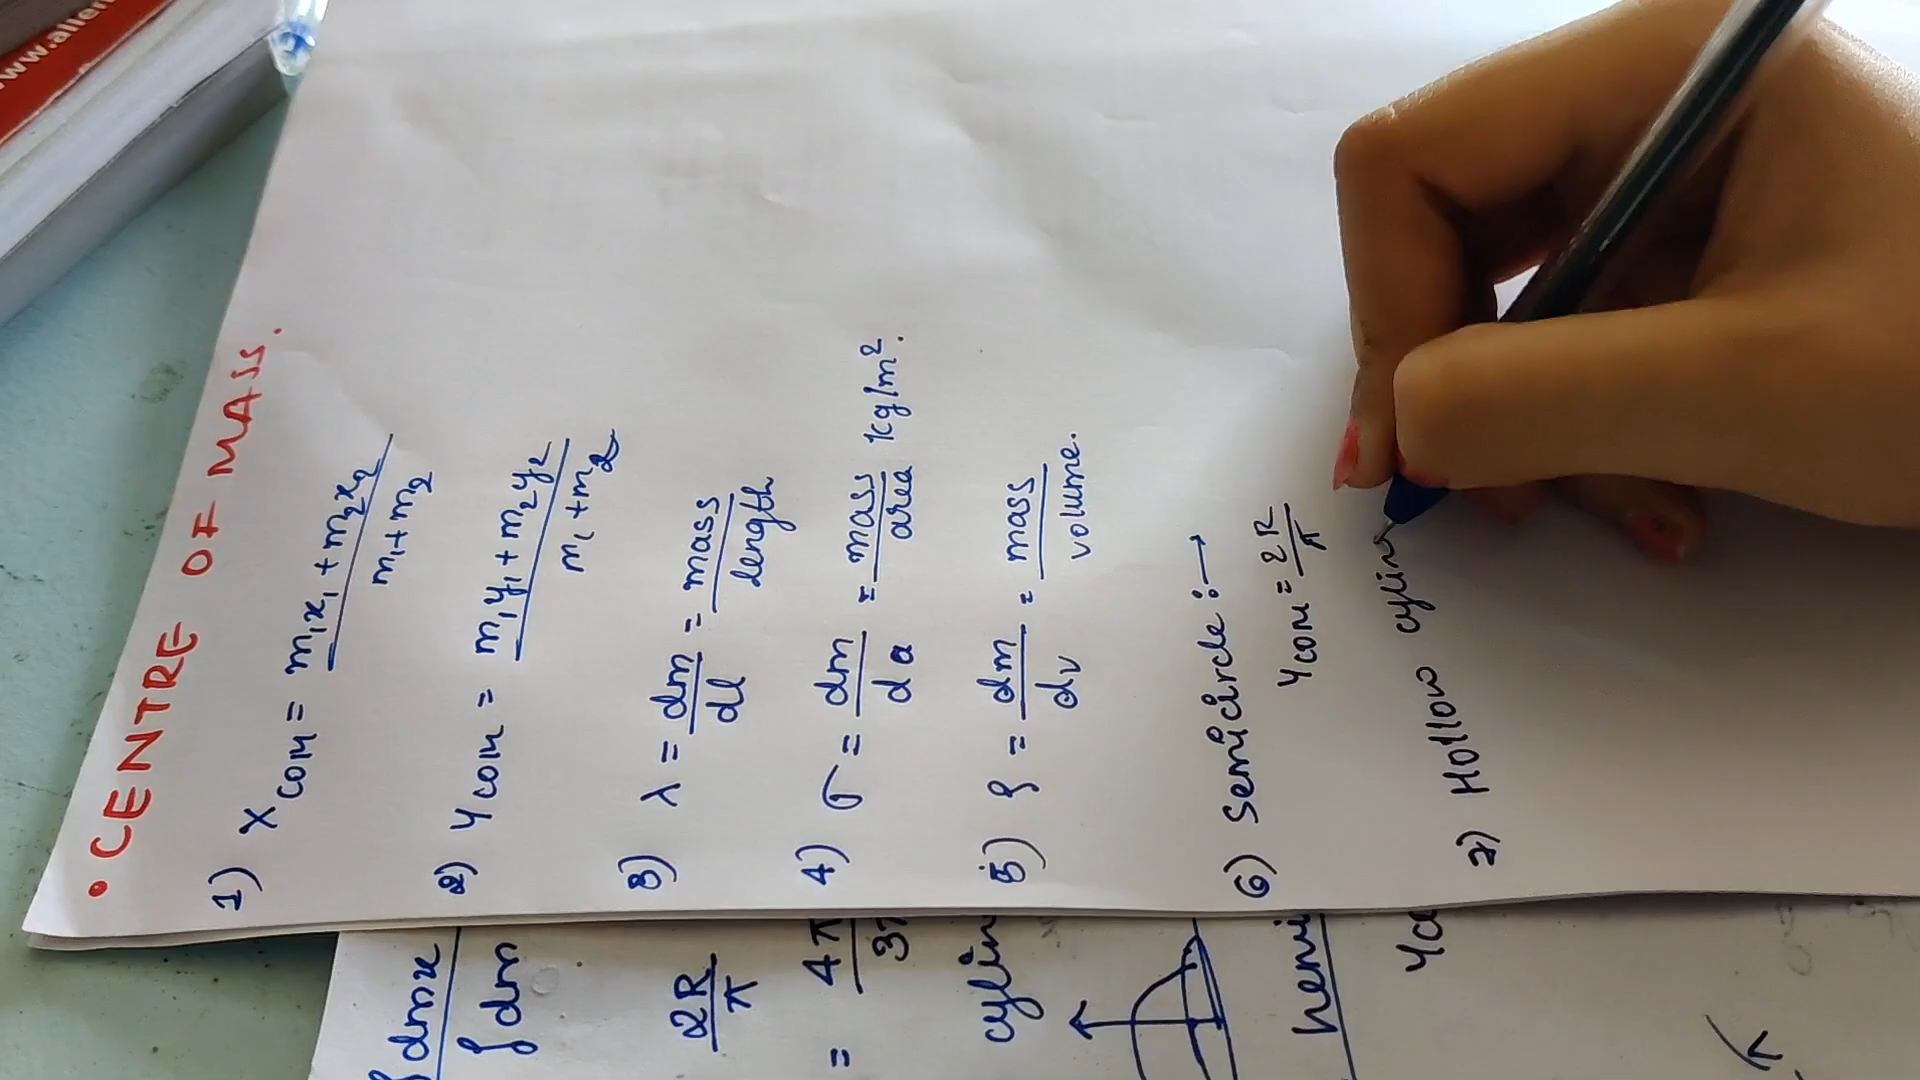 • CENTRE OF MASS.
1) XCOM = m1x1 + m2x2
m1 + m2
2) YCOM = m1y1 + m2y2
m1 + m2
3) λ = dm/dl = mass/length
4) σ = dm/da = mass/area kg/m².
5) ρ = dm/dv = mass/volume.
6) Semicircle :→
YCOM = 2R/π
7) Hollow cylin
∫ dmx
∫ dm
2R
π
= 4π
cylin
hemi
www.allen